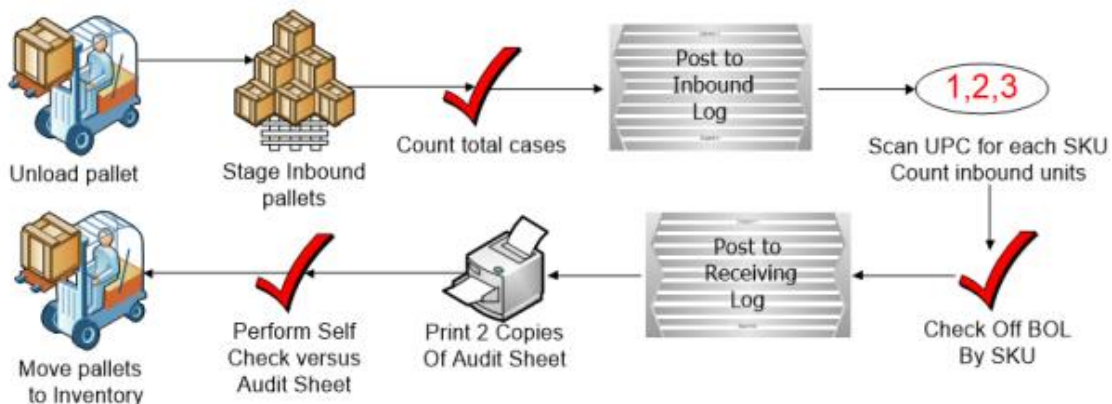 Unload pallet
Stage Inbound
pallets
Count total cases
Post to
Inbound
Log
1,2,3
Scan UPC for each SKU
Count inbound units
Check Off BOL
By SKU
Post to
Receiving
Log
Print 2 Copies
Of Audit Sheet
Perform Self
Check versus
Audit Sheet
Move pallets
to Inventory